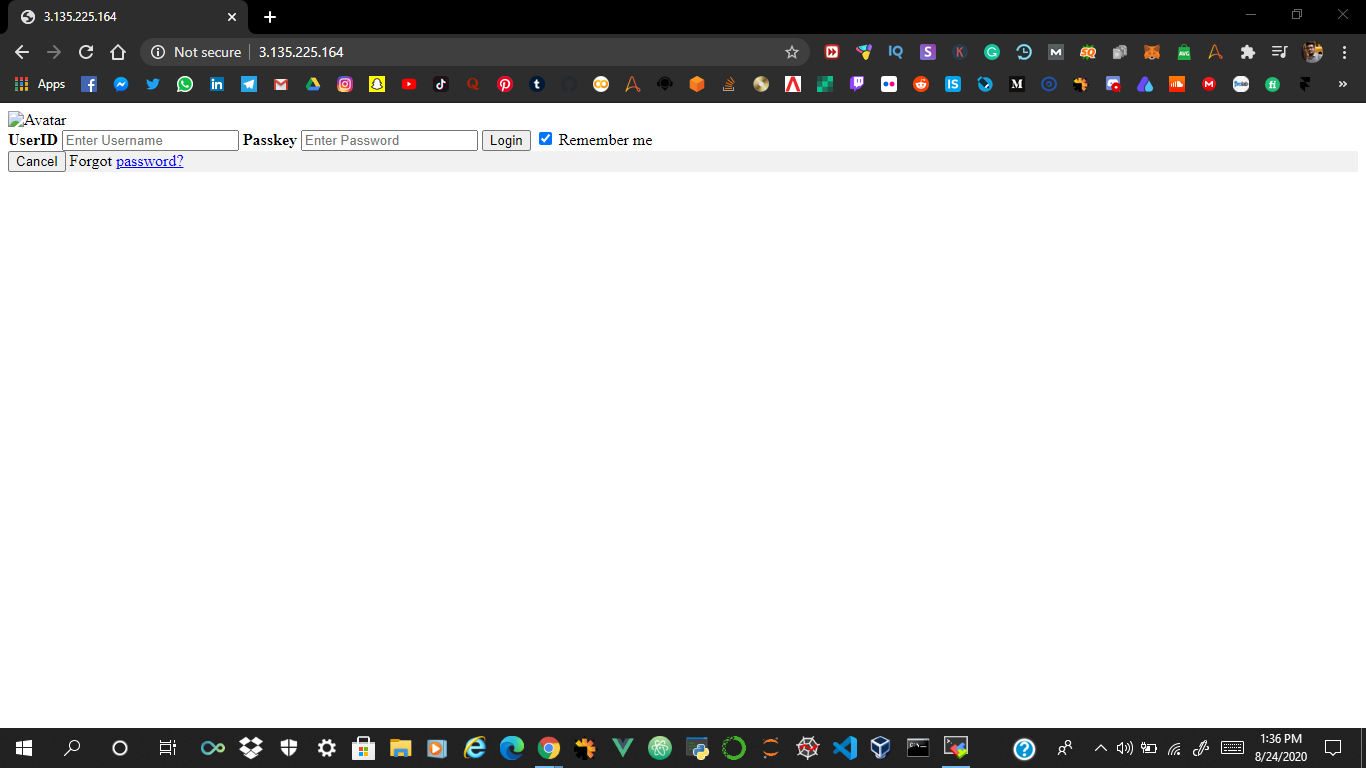 3.135.225.164
Not secure 3.135.225.164
Apps
Avatar
UserID Enter Username Passkey Enter Password Login Remember me
Cancel Forgot password?
1:36 PM
8/24/2020